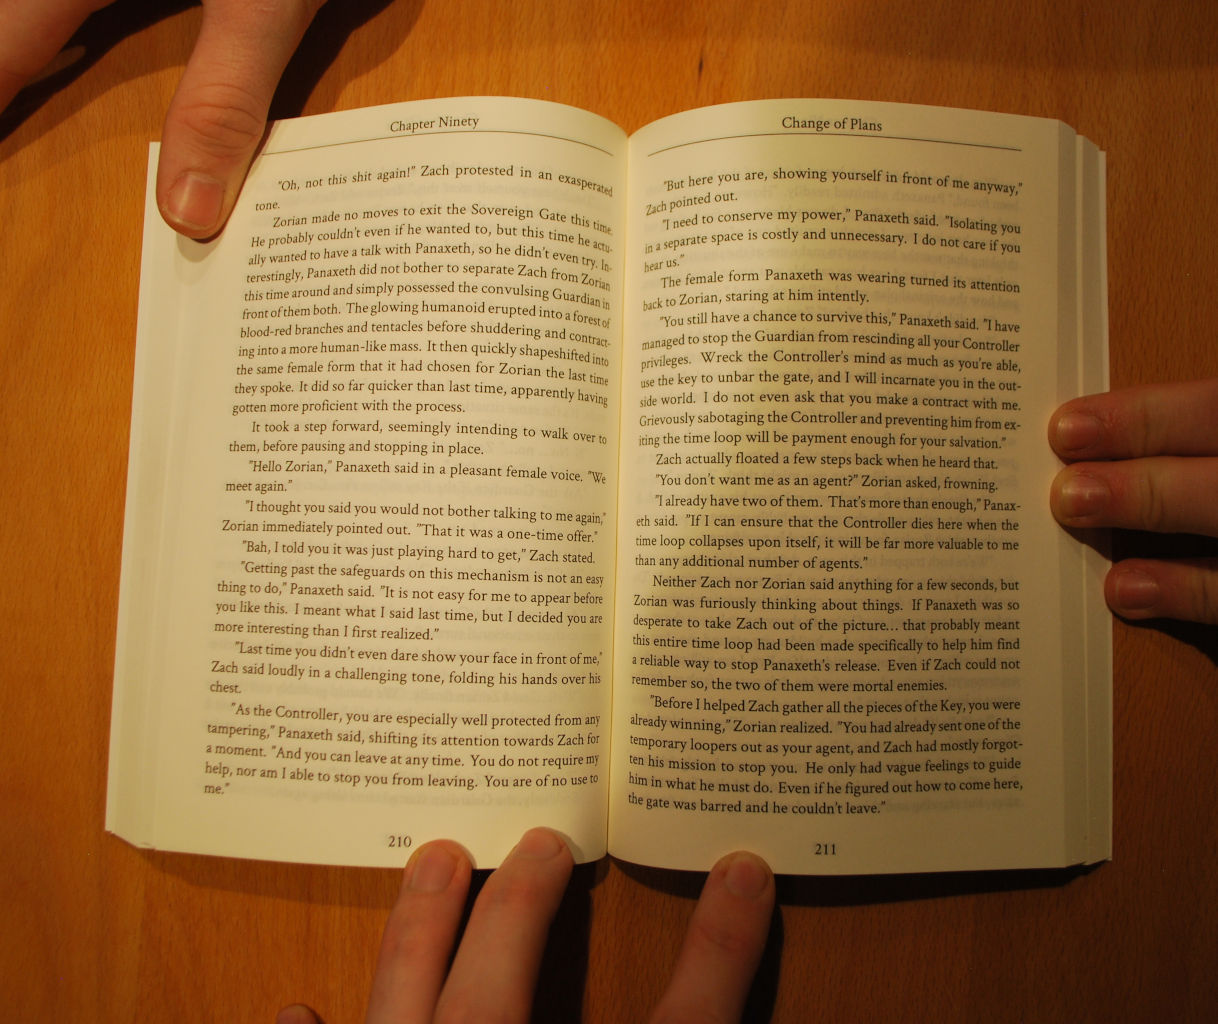 Chapter Ninety
"Oh, not this shit again!" Zach protested in an exasperated
tone.
Zorian made no moves to exit the Sovereign Gate this time.
He probably couldn't even if he wanted to, but this time he actu-
ally wanted to have a talk with Panaxeth, so he didn't even try. In-
terestingly, Panaxeth did not bother to separate Zach from Zorian
this time around and simply possessed the convulsing Guardian in
front of them both. The glowing humanoid erupted into a forest of
blood-red branches and tentacles before shuddering and contract-
ing into a more human-like mass. It then quickly shapeshifted into
the same female form that it had chosen for Zorian the last time
they spoke. It did so far quicker than last time, apparently having
gotten more proficient with the process.
It took a step forward, seemingly intending to walk over to
them, before pausing and stopping in place.
"Hello Zorian," Panaxeth said in a pleasant female voice. "We
meet again."
"I thought you said you would not bother talking to me again,"
Zorian immediately pointed out. "That it was a one-time offer."
"Bah, I told you it was just playing hard to get," Zach stated.
"Getting past the safeguards on this mechanism is not an easy
thing to do," Panaxeth said. "It is not easy for me to appear before
you like this. I meant what I said last time, but I decided you are
more interesting than I first realized."
"Last time you didn't even dare show your face in front of me,"
Zach said loudly in a challenging tone, folding his hands over his
chest.
"As the Controller, you are especially well protected from any
tampering," Panaxeth said, shifting its attention towards Zach for
a moment. "And you can leave at any time. You do not require my
help, nor am I able to stop you from leaving. You are of no use to
me."
210
Change of Plans
"But here you are, showing yourself in front of me anyway,"
Zach pointed out.
"I need to conserve my power," Panaxeth said. "Isolating you
in a separate space is costly and unnecessary. I do not care if you
hear us."
The female form Panaxeth was wearing turned its attention
back to Zorian, staring at him intently.
"You still have a chance to survive this," Panaxeth said. "I have
managed to stop the Guardian from rescinding all your Controller
privileges. Wreck the Controller's mind as much as you're able,
use the key to unbar the gate, and I will incarnate you in the out-
side world. I do not even ask that you make a contract with me.
Grievously sabotaging the Controller and preventing him from ex-
iting the time loop will be payment enough for your salvation."
Zach actually floated a few steps back when he heard that.
"You don't want me as an agent?" Zorian asked, frowning.
"I already have two of them. That's more than enough," Panax-
eth said. "If I can ensure that the Controller dies here when the
time loop collapses upon itself, it will be far more valuable to me
than any additional number of agents."
Neither Zach nor Zorian said anything for a few seconds, but
Zorian was furiously thinking about things. If Panaxeth was so
desperate to take Zach out of the picture... that probably meant
this entire time loop had been made specifically to help him find
a reliable way to stop Panaxeth's release. Even if Zach could not
remember so, the two of them were mortal enemies.
"Before I helped Zach gather all the pieces of the Key, you were
already winning," Zorian realized. "You had already sent one of the
temporary loopers out as your agent, and Zach had mostly forgot-
ten his mission to stop you. He only had vague feelings to guide
him in what he must do. Even if he figured out how to come here,
the gate was barred and he couldn't leave."
211